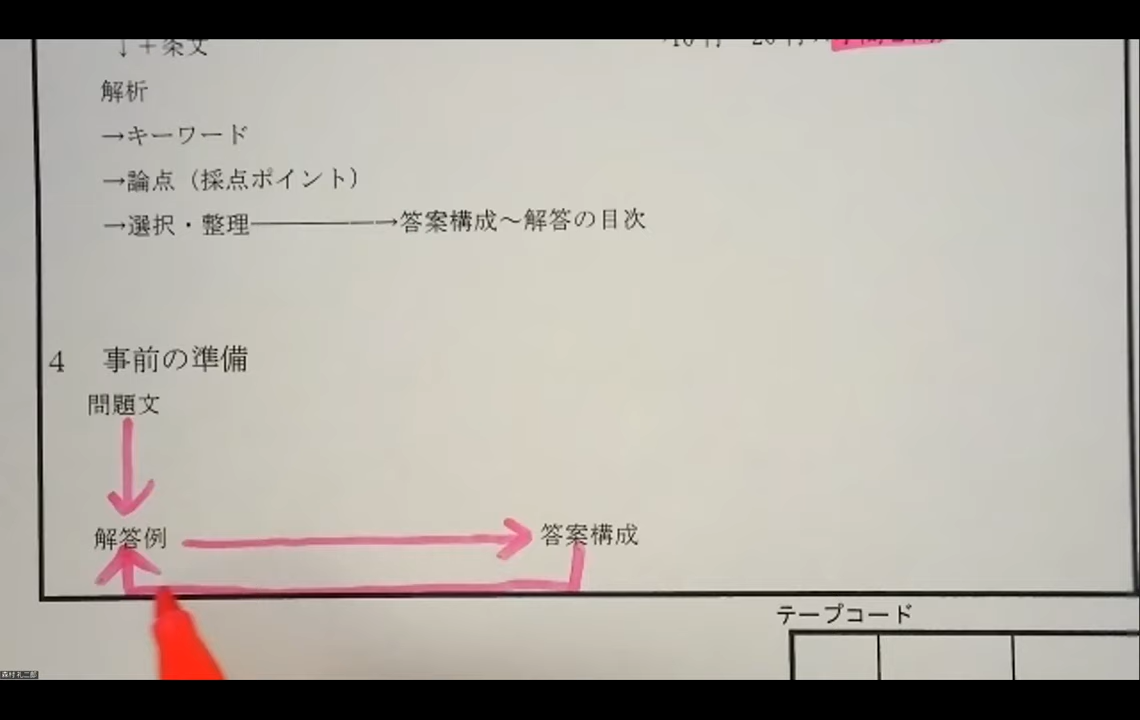 ↓＋条文
解析
→キーワード
→論点（採点ポイント）
→選択・整理―――――→答案構成～解答の目次
4　事前の準備
問題文
解答例
答案構成
テープコード